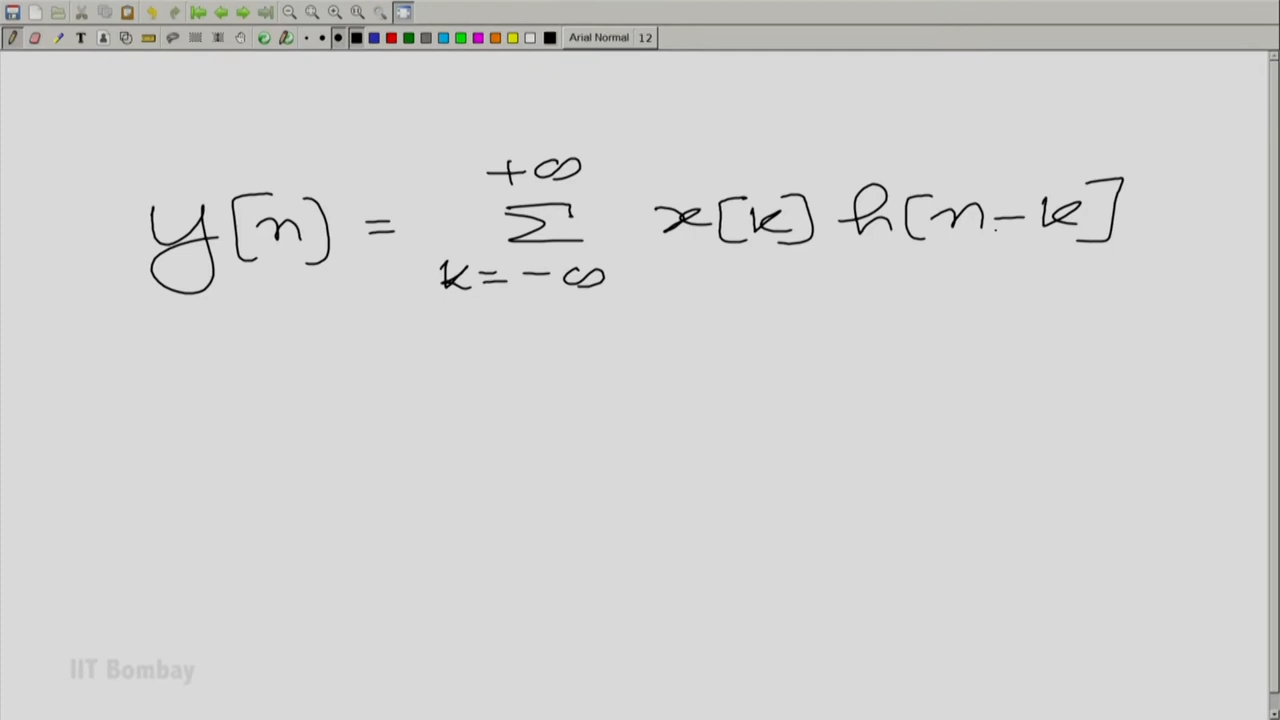 Arial Normal 12
y[n] = +∞ Σ k=-∞ x[k] h[n-k]
IIT Bombay